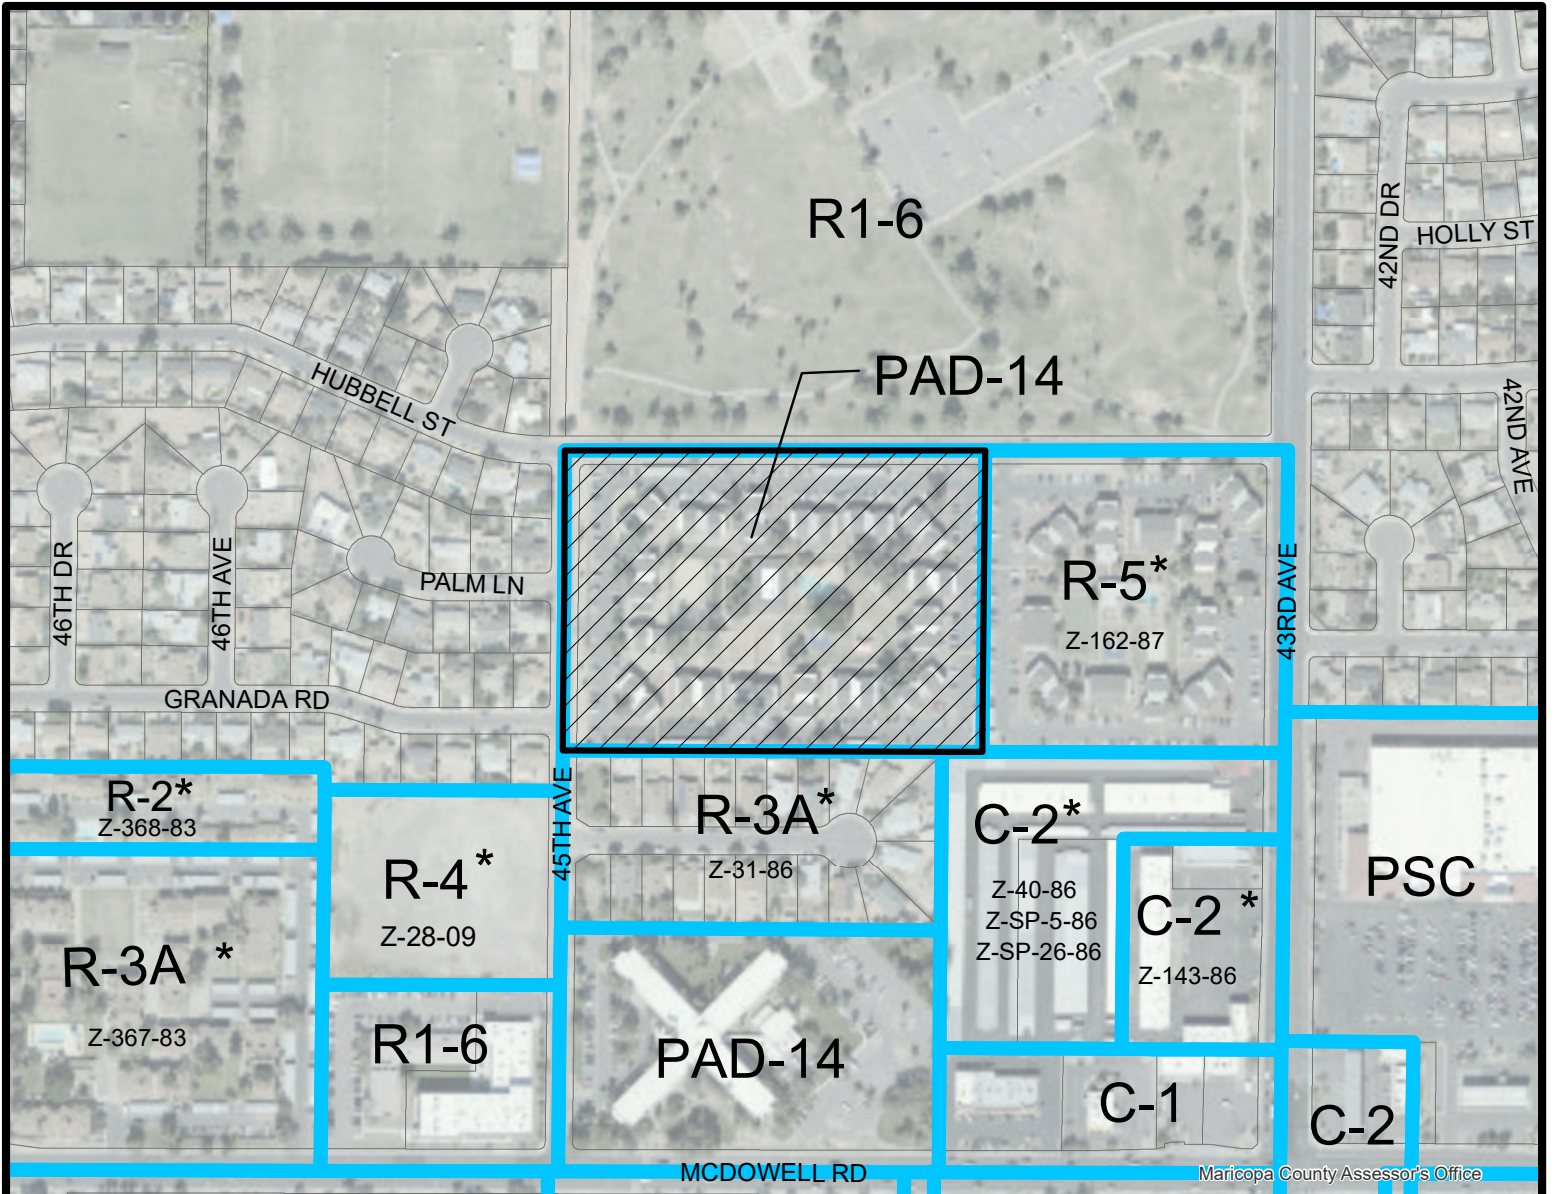 R1-6
42ND DR
HOLLY ST
PAD-14
HUBBELL ST
42ND AVE
46TH DR
46TH AVE
PALM LN
R-5*
Z-162-87
43RD AVE
GRANADA RD
R-2*
Z-368-83
45TH AVE
R-3A*
Z-31-86
C-2*
Z-40-86
Z-SP-5-86
Z-SP-26-86
R-4*
Z-28-09
C-2*
Z-143-86
PSC
R-3A*
Z-367-83
R1-6
PAD-14
C-1
C-2
MCDOWELL RD
Maricopa County Assessor's Office